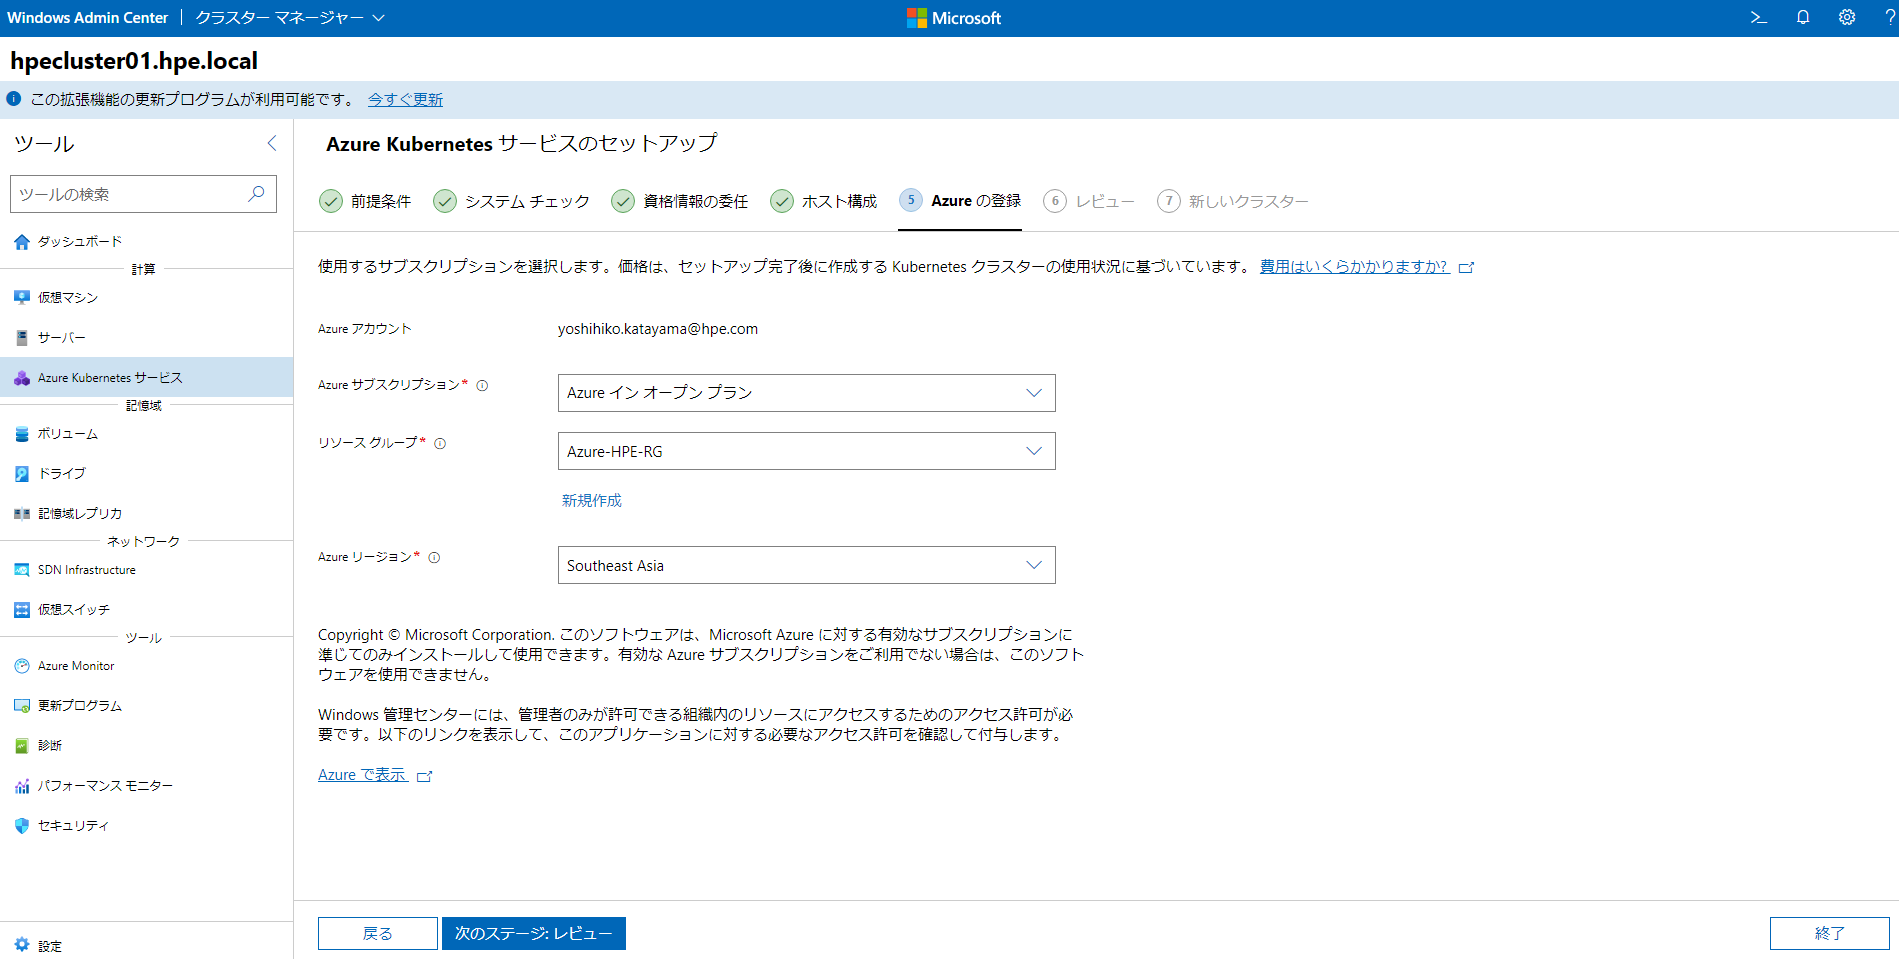 Windows Admin Center クラスター マネージャー Microsoft
hpecluster01.hpe.local
この拡張機能の更新プログラムが利用可能です。 今すぐ更新
ツール
ツールの検索
ダッシュボード
計算
仮想マシン
サーバー
Azure Kubernetes サービス
記憶域
ボリューム
ドライブ
記憶域レプリカ
ネットワーク
SDN Infrastructure
仮想スイッチ
ツール
Azure Monitor
更新プログラム
診断
パフォーマンス モニター
セキュリティ
設定
Azure Kubernetes サービスのセットアップ
前提条件 システム チェック 資格情報の委任 ホスト構成 5 Azure の登録 6 レビュー 7 新しいクラスター
使用するサブスクリプションを選択します。価格は、セットアップ完了後に作成する Kubernetes クラスターの使用状況に基づいています。 費用はいくらかかりますか?
Azure アカウント yoshihiko.katayama@hpe.com
Azure サブスクリプション* Azure イン オープン プラン
リソース グループ* Azure-HPE-RG
新規作成
Azure リージョン* Southeast Asia
Copyright © Microsoft Corporation. このソフトウェアは、Microsoft Azure に対する有効なサブスクリプションに
準じてのみインストールして使用できます。有効な Azure サブスクリプションをご利用でない場合は、このソフト
ウェアを使用できません。
Windows 管理センターには、管理者のみが許可できる組織内のリソースにアクセスするためのアクセス許可が必
要です。以下のリンクを表示して、このアプリケーションに対する必要なアクセス許可を確認して付与します。
Azure で表示
戻る 次のステージ: レビュー 終了